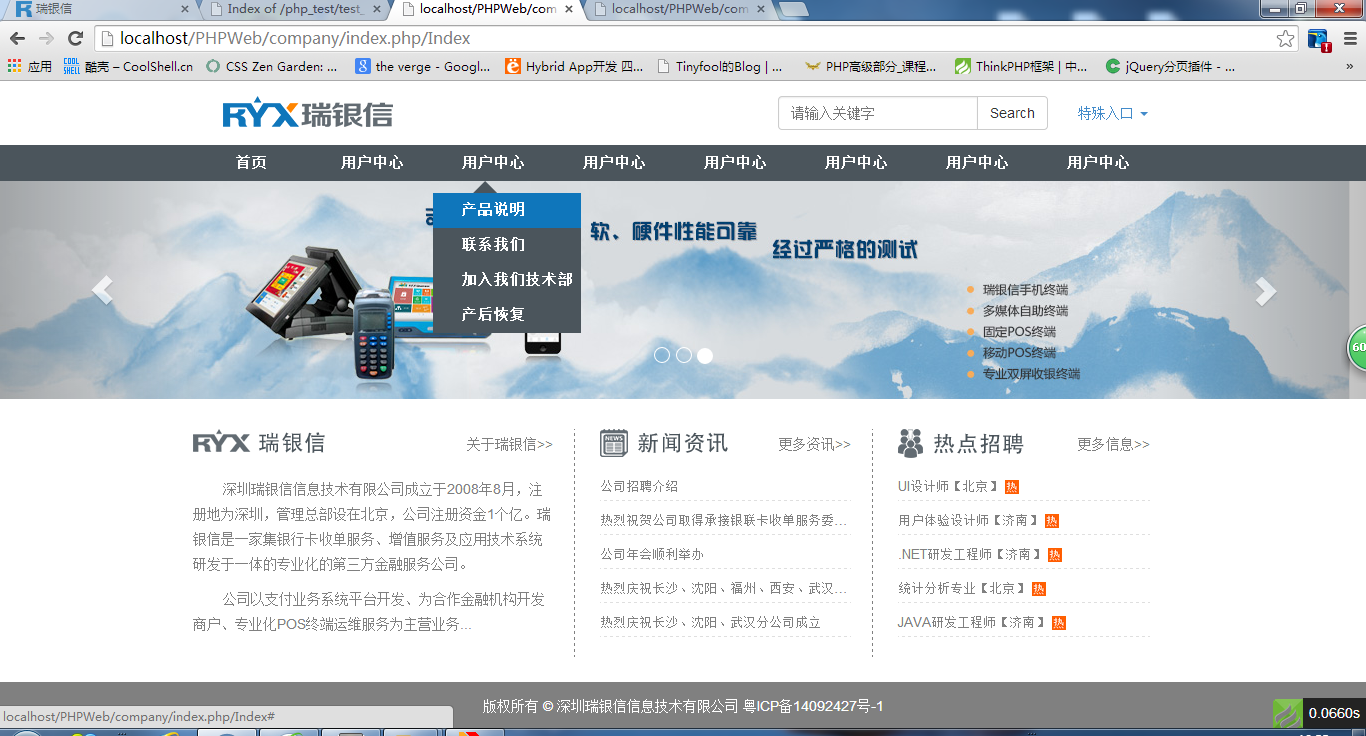 瑞银信
Index of /php_test/test_
localhost/PHPWeb/com
localhost/PHPWeb/com
localhost/PHPWeb/company/index.php/Index
应用
COOL SHELL
酷壳 – CoolShell.cn
CSS Zen Garden: ...
the verge - Googl...
Hybrid App开发 四...
Tinyfool的Blog | ...
PHP高级部分_课程...
ThinkPHP框架 | 中...
jQuery分页插件 - ...
»
RYX瑞银信
请输入关键字
Search
特殊入口
首页
用户中心
用户中心
用户中心
用户中心
用户中心
用户中心
用户中心
产品说明
联系我们
加入我们技术部
产后恢复
软、硬件性能可靠
经过严格的测试
瑞银信手机终端
多媒体自助终端
固定POS终端
移动POS终端
专业双屏收银终端
60
RYX 瑞银信
关于瑞银信>>
深圳瑞银信信息技术有限公司成立于2008年8月，注
册地为深圳，管理总部设在北京，公司注册资金1个亿。瑞
银信是一家集银行卡收单服务、增值服务及应用技术系统
研发于一体的专业化的第三方金融服务公司。
公司以支付业务系统平台开发、为合作金融机构开发
商户、专业化POS终端运维服务为主营业务...
NEWS
新闻资讯
更多资讯>>
公司招聘介绍
热烈祝贺公司取得承接银联卡收单服务委...
公司年会顺利举办
热烈庆祝长沙、沈阳、福州、西安、武汉...
热烈庆祝长沙、沈阳、武汉分公司成立
热点招聘
更多信息>>
UI设计师【北京】 热
用户体验设计师【济南】 热
.NET研发工程师【济南】 热
统计分析专业【北京】 热
JAVA研发工程师【济南】 热
版权所有 © 深圳瑞银信信息技术有限公司 粤ICP备14092427号-1
localhost/PHPWeb/company/index.php/Index#
0.0660s